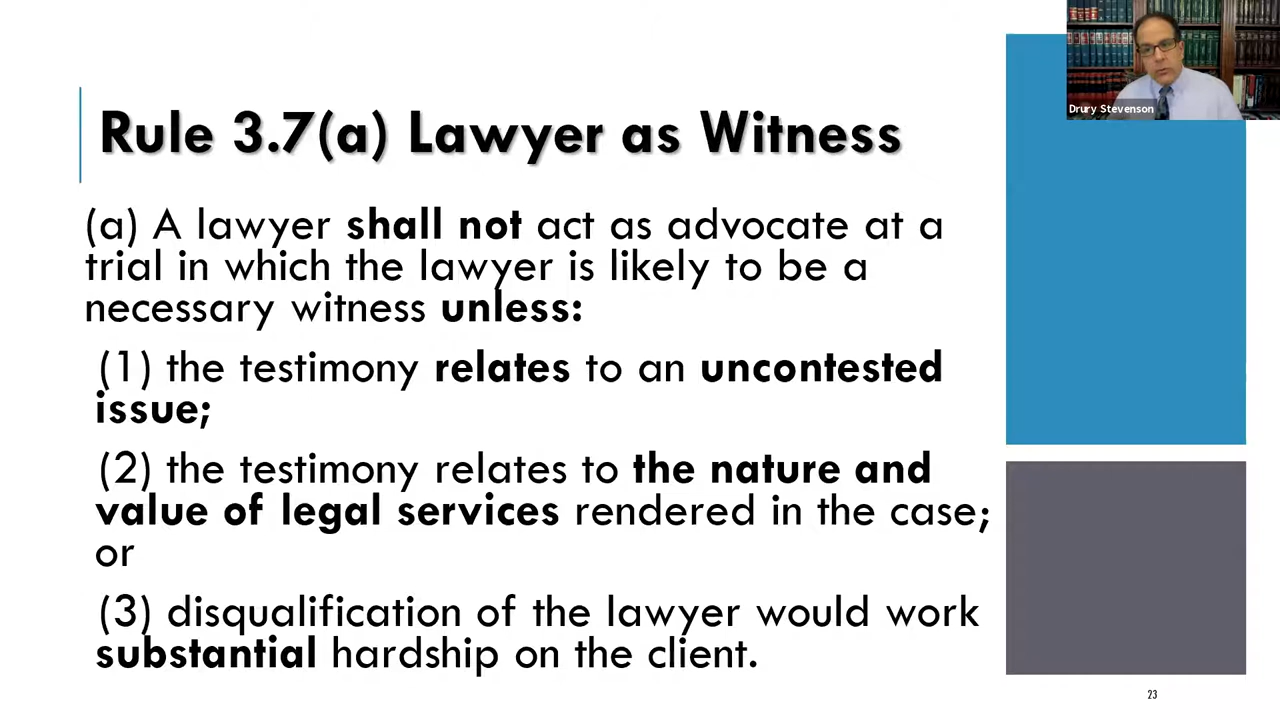 Rule 3.7(a) Lawyer as Witness
Drury Stevenson
(a) A lawyer shall not act as advocate at a
trial in which the lawyer is likely to be a
necessary witness unless:
(1) the testimony relates to an uncontested
issue;
(2) the testimony relates to the nature and
value of legal services rendered in the case;
or
(3) disqualification of the lawyer would work
substantial hardship on the client.
23